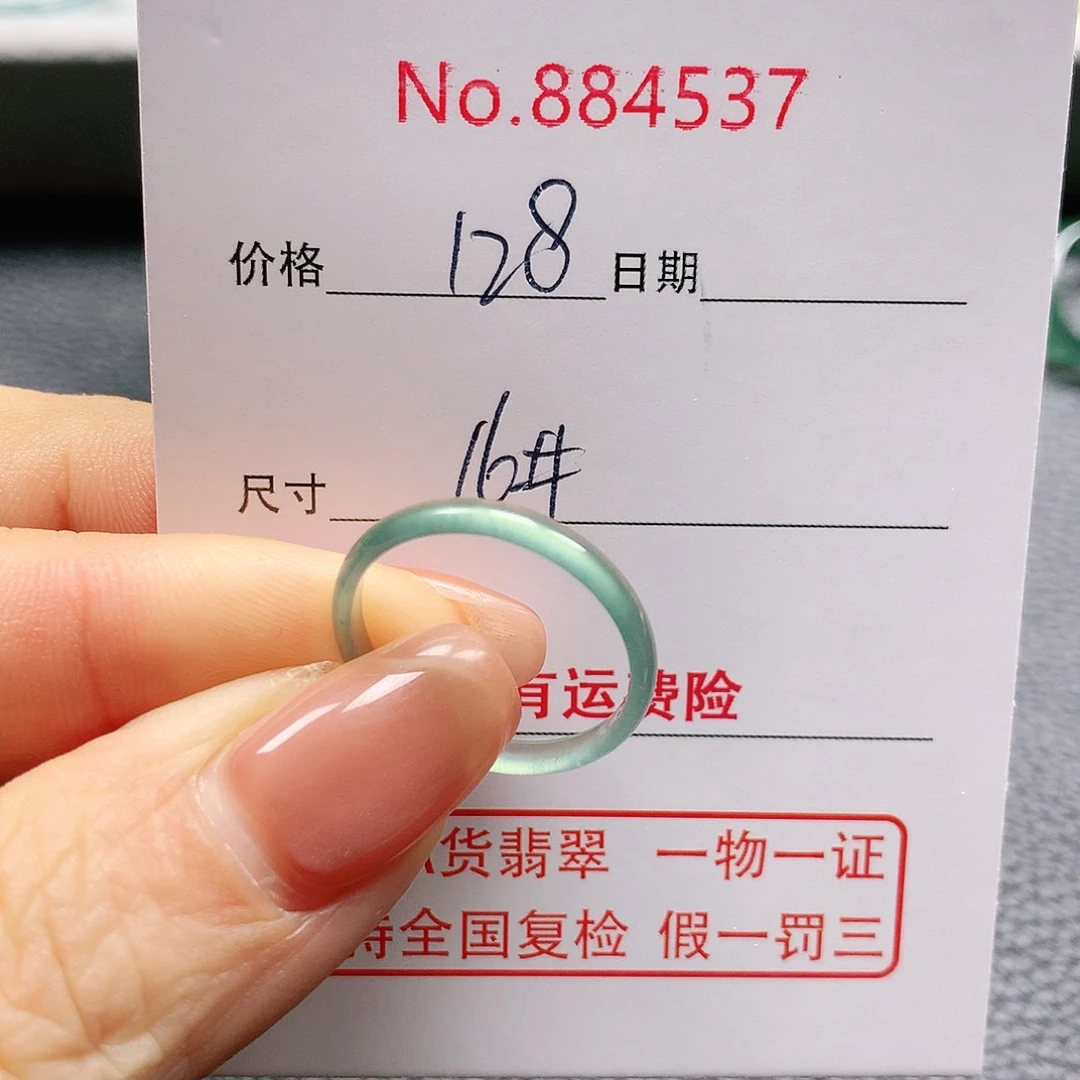 No.884537
价格 128 日期
尺寸 16#
有运费险
货翡翠 一物一证
持全国复检 假一罚三